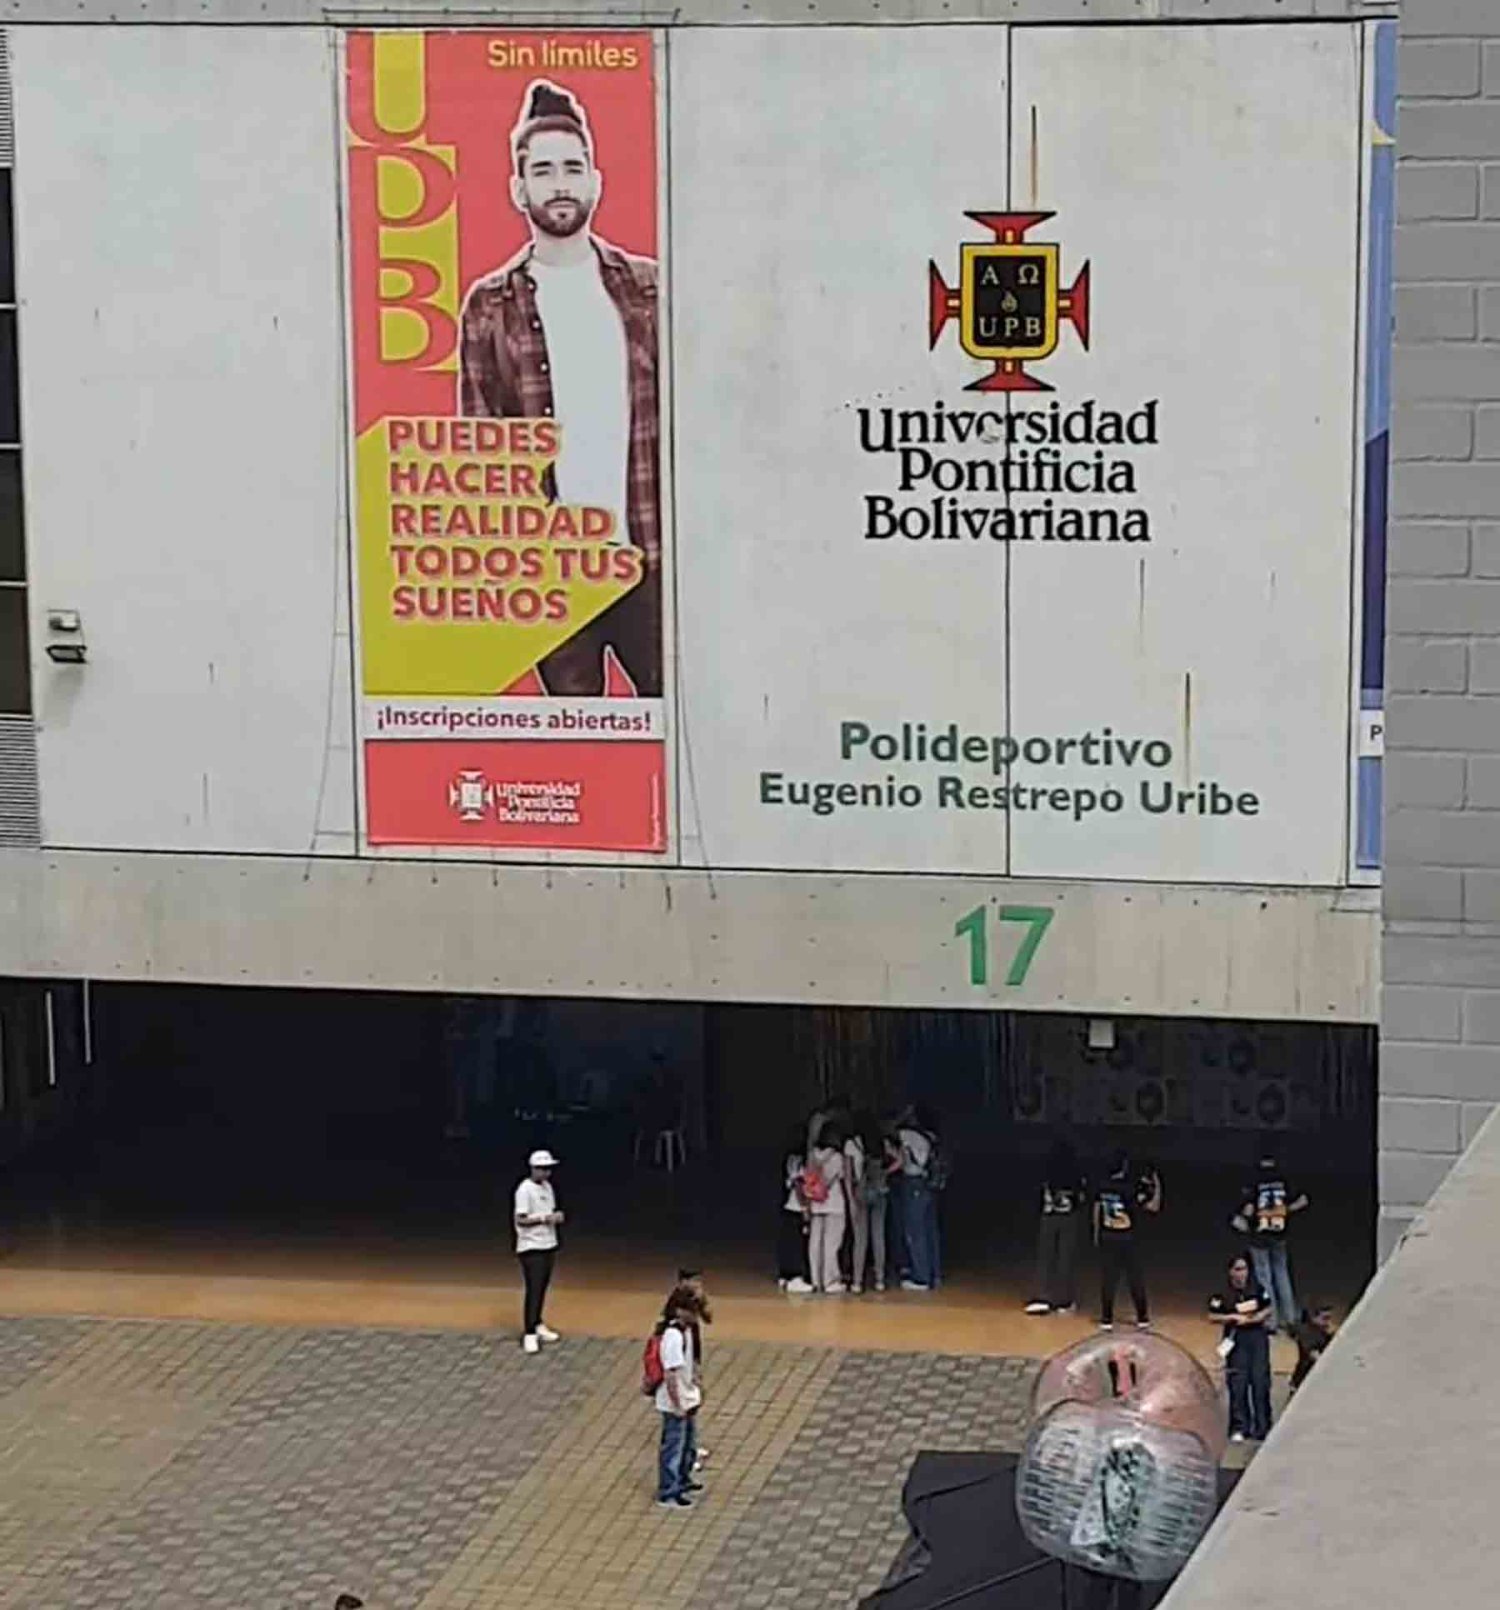 Sin límites
UPB
PUEDES
HACER
REALIDAD
TODOS TUS
SUEÑOS
¡Inscripciones abiertas!
Universidad
Pontificia
Bolivariana
Α Ω
UPB
Universidad
Pontificia
Bolivariana
Polideportivo
Eugenio Restrepo Uribe
17
P
15